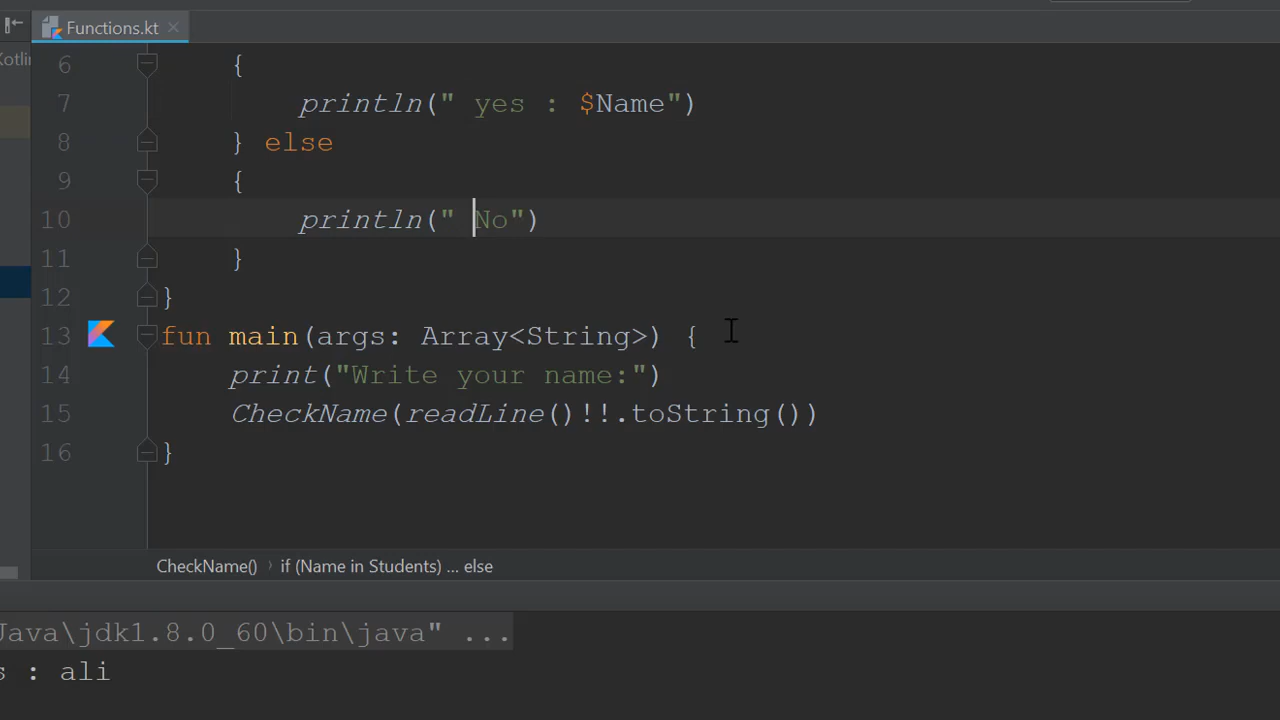 Functions.kt
Kotlin
6 {
7 println(" yes : $Name")
8 } else
9 {
10 println(" No")
11 }
12 }
13 fun main(args: Array<String>) {
14 print("Write your name:")
15 CheckName(readLine()!!.toString())
16 }
CheckName() › if (Name in Students) ... else
Java\jdk1.8.0_60\bin\java" ...
s : ali